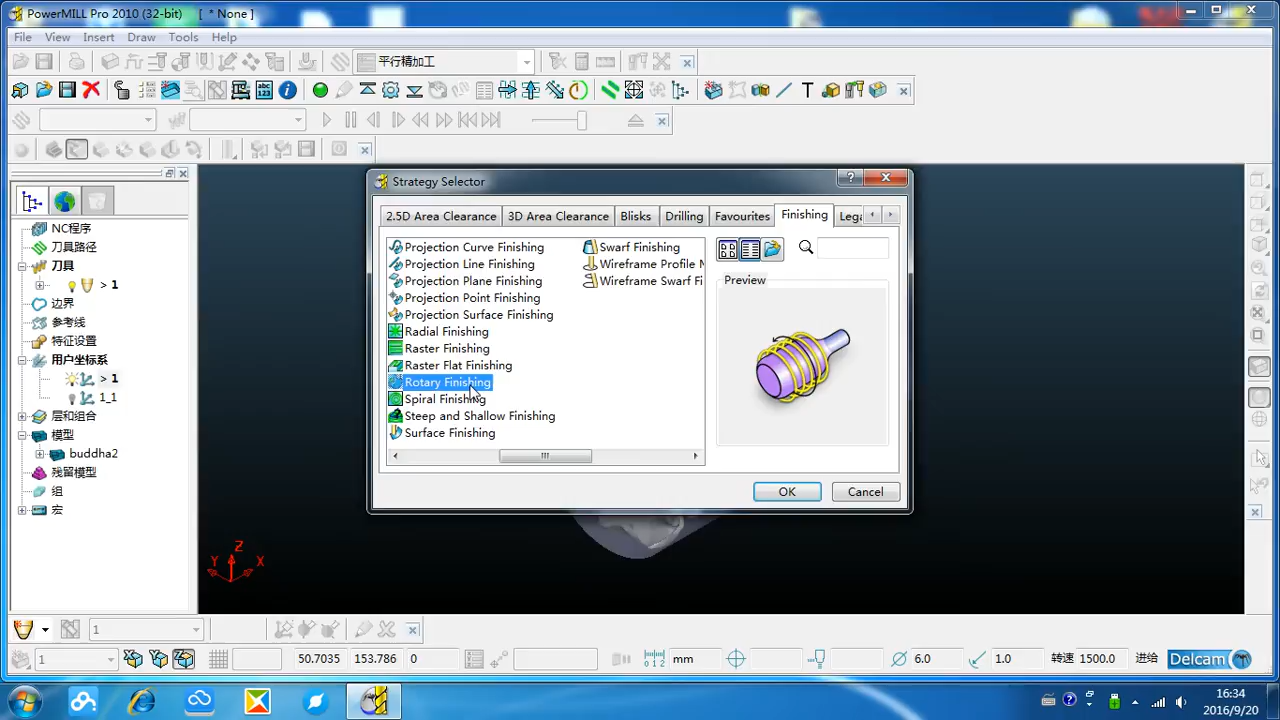 PowerMILL Pro 2010 (32-bit) [ * None ]
File View Insert Draw Tools Help
平行精加工
Strategy Selector
2.5D Area Clearance 3D Area Clearance Blisks Drilling Favourites Finishing Lega
Projection Curve Finishing
Projection Line Finishing
Projection Plane Finishing
Projection Point Finishing
Projection Surface Finishing
Radial Finishing
Raster Finishing
Raster Flat Finishing
Rotary Finishing
Spiral Finishing
Steep and Shallow Finishing
Surface Finishing
Swarf Finishing
Wireframe Profile M
Wireframe Swarf Fi
Preview
OK Cancel
NC程序
刀具路径
刀具
> 1
边界
参考线
特征设置
用户坐标系
> 1
1_1
层和组合
模型
buddha2
残留模型
组
宏
Z
Y X
1
1 50.7035 153.786 0 mm 6.0 1.0 转速 1500.0 进给 Delcam
16:34
2016/9/20